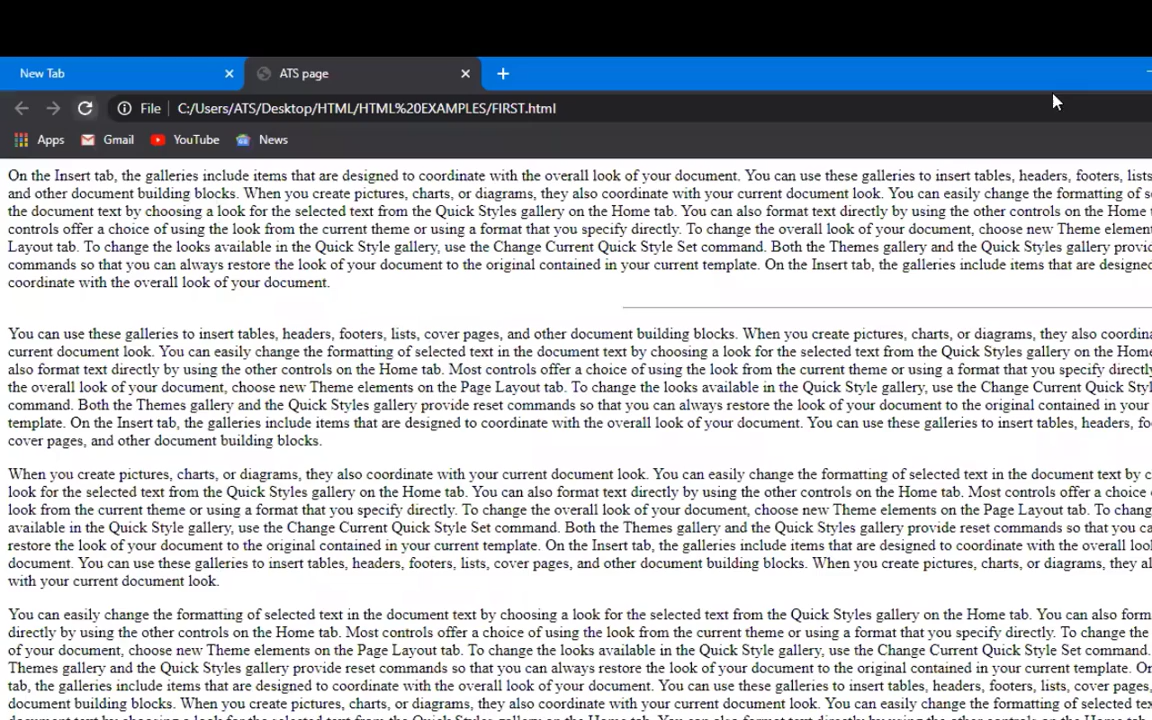 New Tab
ATS page
File C:/Users/ATS/Desktop/HTML/HTML%20EXAMPLES/FIRST.html
Apps Gmail YouTube News
On the Insert tab, the galleries include items that are designed to coordinate with the overall look of your document. You can use these galleries to insert tables, headers, footers, lists
and other document building blocks. When you create pictures, charts, or diagrams, they also coordinate with your current document look. You can easily change the formatting of s
the document text by choosing a look for the selected text from the Quick Styles gallery on the Home tab. You can also format text directly by using the other controls on the Home
controls offer a choice of using the look from the current theme or using a format that you specify directly. To change the overall look of your document, choose new Theme elemen
Layout tab. To change the looks available in the Quick Style gallery, use the Change Current Quick Style Set command. Both the Themes gallery and the Quick Styles gallery provid
commands so that you can always restore the look of your document to the original contained in your current template. On the Insert tab, the galleries include items that are designed
coordinate with the overall look of your document.
You can use these galleries to insert tables, headers, footers, lists, cover pages, and other document building blocks. When you create pictures, charts, or diagrams, they also coordina
current document look. You can easily change the formatting of selected text in the document text by choosing a look for the selected text from the Quick Styles gallery on the Home
also format text directly by using the other controls on the Home tab. Most controls offer a choice of using the look from the current theme or using a format that you specify directly
the overall look of your document, choose new Theme elements on the Page Layout tab. To change the looks available in the Quick Style gallery, use the Change Current Quick Styl
command. Both the Themes gallery and the Quick Styles gallery provide reset commands so that you can always restore the look of your document to the original contained in your
template. On the Insert tab, the galleries include items that are designed to coordinate with the overall look of your document. You can use these galleries to insert tables, headers, fo
cover pages, and other document building blocks.
When you create pictures, charts, or diagrams, they also coordinate with your current document look. You can easily change the formatting of selected text in the document text by c
look for the selected text from the Quick Styles gallery on the Home tab. You can also format text directly by using the other controls on the Home tab. Most controls offer a choice
look from the current theme or using a format that you specify directly. To change the overall look of your document, choose new Theme elements on the Page Layout tab. To chang
available in the Quick Style gallery, use the Change Current Quick Style Set command. Both the Themes gallery and the Quick Styles gallery provide reset commands so that you ca
restore the look of your document to the original contained in your current template. On the Insert tab, the galleries include items that are designed to coordinate with the overall loo
document. You can use these galleries to insert tables, headers, footers, lists, cover pages, and other document building blocks. When you create pictures, charts, or diagrams, they al
with your current document look.
You can easily change the formatting of selected text in the document text by choosing a look for the selected text from the Quick Styles gallery on the Home tab. You can also form
directly by using the other controls on the Home tab. Most controls offer a choice of using the look from the current theme or using a format that you specify directly. To change the
of your document, choose new Theme elements on the Page Layout tab. To change the looks available in the Quick Style gallery, use the Change Current Quick Style Set command.
Themes gallery and the Quick Styles gallery provide reset commands so that you can always restore the look of your document to the original contained in your current template. On
tab, the galleries include items that are designed to coordinate with the overall look of your document. You can use these galleries to insert tables, headers, footers, lists, cover pages,
document building blocks. When you create pictures, charts, or diagrams, they also coordinate with your current document look. You can easily change the formatting of selected